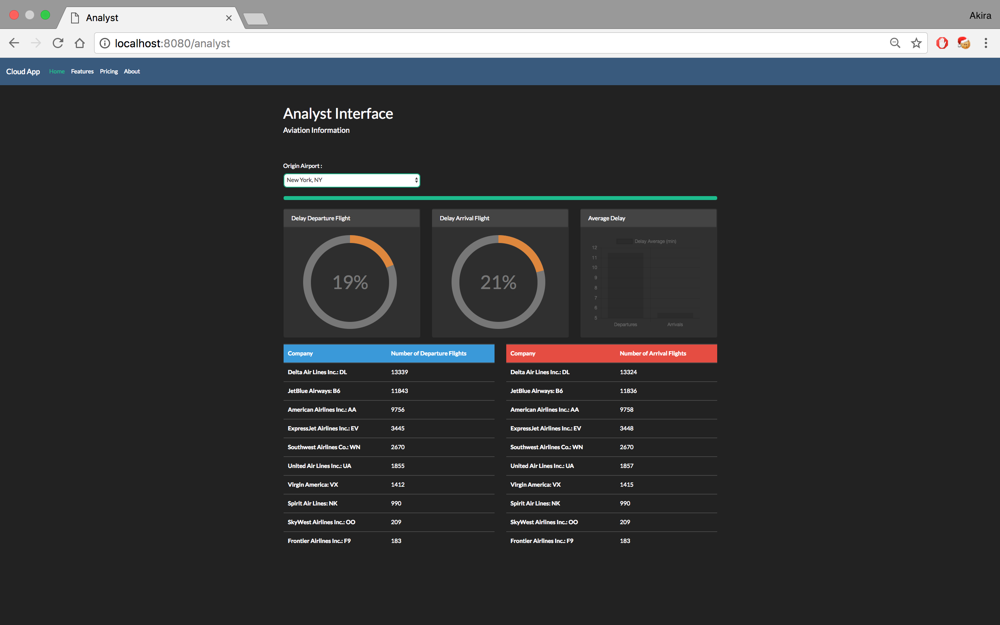 Analyst
Akira
localhost:8080/analyst
Cloud App Home Features Pricing About
Analyst Interface
Aviation Information
Origin Airport :
New York, NY
Delay Departure Flight
19%
Delay Arrival Flight
21%
Average Delay
Delay Average (min)
12
11
10
9
8
7
6
5
Departures Arrivals
Company Number of Departure Flights
Delta Air Lines Inc.: DL 13339
JetBlue Airways: B6 11843
American Airlines Inc.: AA 9756
ExpressJet Airlines Inc.: EV 3445
Southwest Airlines Co.: WN 2670
United Air Lines Inc.: UA 1855
Virgin America: VX 1412
Spirit Air Lines: NK 990
SkyWest Airlines Inc.: OO 209
Frontier Airlines Inc.: F9 183
Company Number of Arrival Flights
Delta Air Lines Inc.: DL 13324
JetBlue Airways: B6 11836
American Airlines Inc.: AA 9758
ExpressJet Airlines Inc.: EV 3448
Southwest Airlines Co.: WN 2670
United Air Lines Inc.: UA 1857
Virgin America: VX 1415
Spirit Air Lines: NK 990
SkyWest Airlines Inc.: OO 209
Frontier Airlines Inc.: F9 183